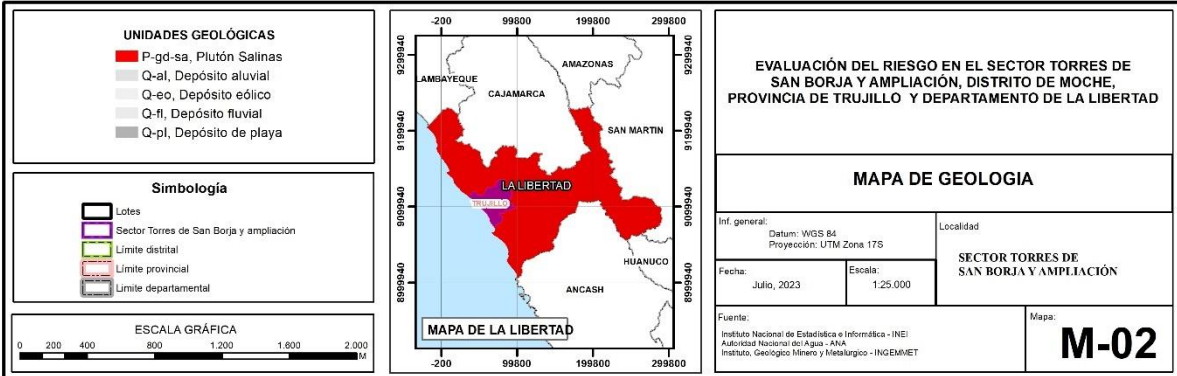 UNIDADES GEOLÓGICAS
P-gd-sa, Plutón Salinas
Q-al, Depósito aluvial
Q-eo, Depósito eólico
Q-fl, Depósito fluvial
Q-pl, Depósito de playa
Simbología
Lotes
Sector Torres de San Borja y ampliación
Límite distrital
Límite provincial
Limite departamental
ESCALA GRÁFICA
0 200 400 800 1.200 1.600 2.000
M
-200 99800 199800 299800
9299940
9199940
9099940
8999940
AMAZONAS
LAMBAYEQUE
CAJAMARCA
SAN MARTIN
LA LIBERTAD
TRUJILLO
HUANUCO
ANCASH
MAPA DE LA LIBERTAD
9299940
9199940
9099940
8999940
-200 99800 199800 299800
EVALUACIÓN DEL RIESGO EN EL SECTOR TORRES DE
SAN BORJA Y AMPLIACIÓN, DISTRITO DE MOCHE,
PROVINCIA DE TRUJILLO Y DEPARTAMENTO DE LA LIBERTAD
MAPA DE GEOLOGIA
Inf. general:
Datum: WGS 84
Proyección: UTM Zona 17S
Localidad
SECTOR TORRES DE
SAN BORJA Y AMPLIACIÓN
Fecha:
Julio, 2023
Escala:
1:25.000
Fuente:
Instituto Nacional de Estadística e Informática - INEI
Autoridad Nacional del Agua - ANA
Instituto, Geológico Minero y Metalúrgico - INGEMMET
Mapa:
M-02